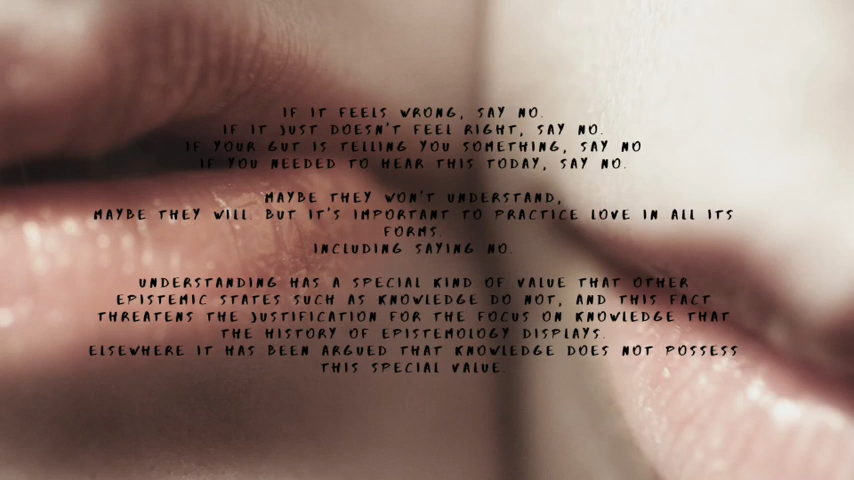 IF IT FEELS WRONG, SAY NO.
IF IT JUST DOESN'T FEEL RIGHT, SAY NO.
IF YOUR GUT IS TELLING YOU SOMETHING, SAY NO
IF YOU NEEDED TO HEAR THIS TODAY, SAY NO.
MAYBE THEY WON'T UNDERSTAND,
MAYBE THEY WILL. BUT IT'S IMPORTANT TO PRACTICE LOVE IN ALL ITS
FORMS.
INCLUDING SAYING NO.
UNDERSTANDING HAS A SPECIAL KIND OF VALUE THAT OTHER
EPISTEMIC STATES SUCH AS KNOWLEDGE DO NOT, AND THIS FACT
THREATENS THE JUSTIFICATION FOR THE FOCUS ON KNOWLEDGE THAT
THE HISTORY OF EPISTEMOLOGY DISPLAYS.
ELSEWHERE IT HAS BEEN ARGUED THAT KNOWLEDGE DOES NOT POSSESS
THIS SPECIAL VALUE.